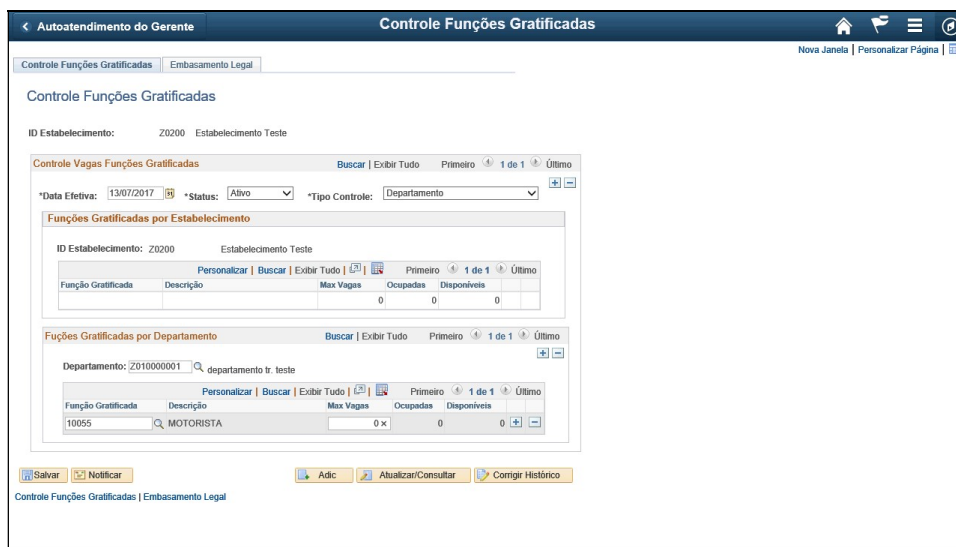 Autoatendimento do Gerente
Controle Funções Gratificadas
Nova Janela | Personalizar Página |
Controle Funções Gratificadas
Embasamento Legal
Controle Funções Gratificadas
ID Estabelecimento: Z0200 Estabelecimento Teste
Controle Vagas Funções Gratificadas Buscar | Exibir Tudo Primeiro 1 de 1 Último
*Data Efetiva: 13/07/2017 *Status: Ativo *Tipo Controle: Departamento
Funções Gratificadas por Estabelecimento
ID Estabelecimento: Z0200 Estabelecimento Teste
Personalizar | Buscar | Exibir Tudo | | Primeiro 1 de 1 Último
Função Gratificada Descrição Max Vagas Ocupadas Disponíveis
0 0 0
Fuções Gratificadas por Departamento Buscar | Exibir Tudo Primeiro 1 de 1 Último
Departamento: Z010000001 departamento tr. teste
Personalizar | Buscar | Exibir Tudo | | Primeiro 1 de 1 Último
Função Gratificada Descrição Max Vagas Ocupadas Disponíveis
10055 MOTORISTA 0 × 0 0
Salvar Notificar Adic Atualizar/Consultar Corrigir Histórico
Controle Funções Gratificadas | Embasamento Legal